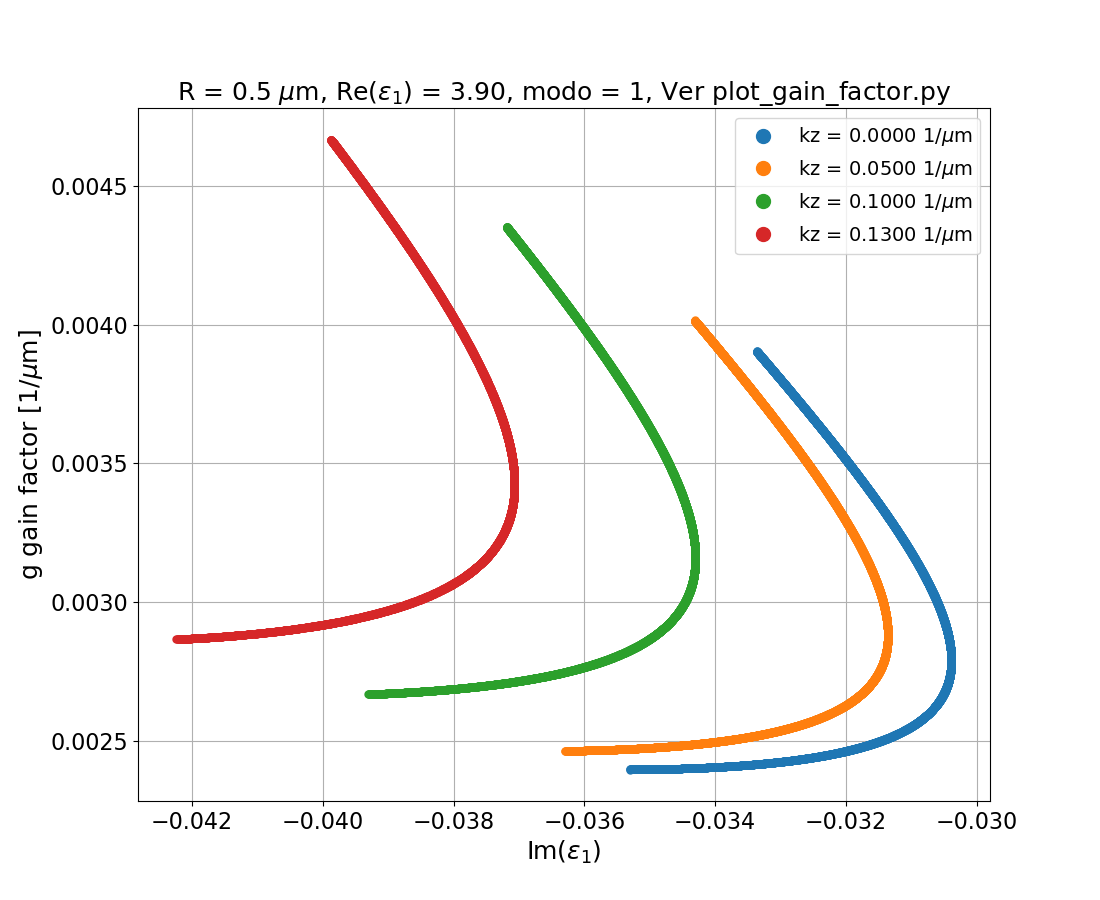 R = 0.5 μm, Re(ε₁) = 3.90, modo = 1, Ver plot_gain_factor.py
kz = 0.0000 1/μm
kz = 0.0500 1/μm
kz = 0.1000 1/μm
kz = 0.1300 1/μm
g gain factor [1/μm]
0.0045
0.0040
0.0035
0.0030
0.0025
−0.042 −0.040 −0.038 −0.036 −0.034 −0.032 −0.030
Im(ε₁)